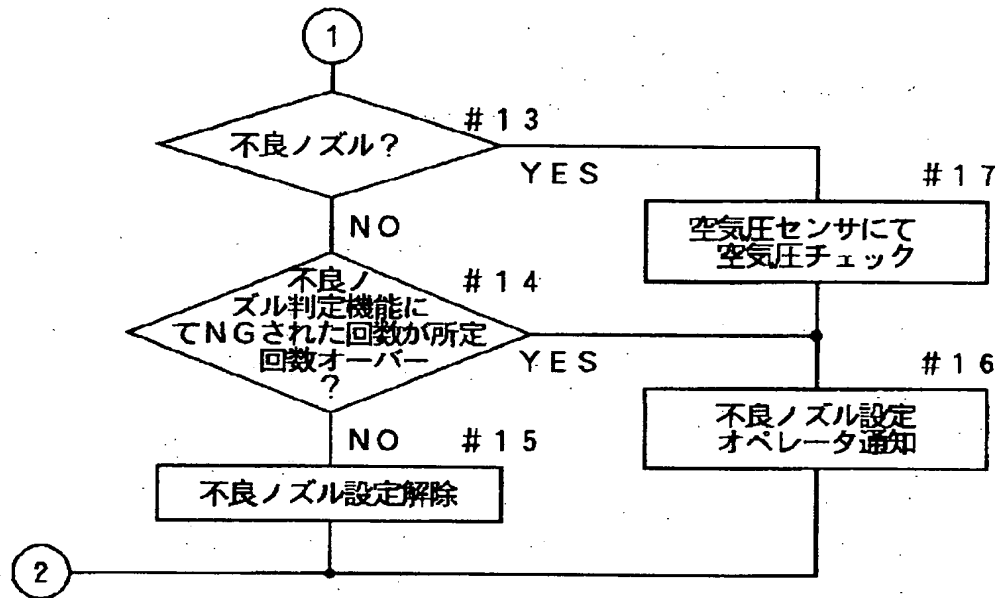 1
不良ノズル?
#13
YES
NO
#17
空気圧センサにて
空気圧チェック
不良ノ
ズル判定機能に
てNGされた回数が所定
回数オーバー
?
#14
YES
#16
不良ノズル設定
オペレータ通知
NO
#15
不良ノズル設定解除
2